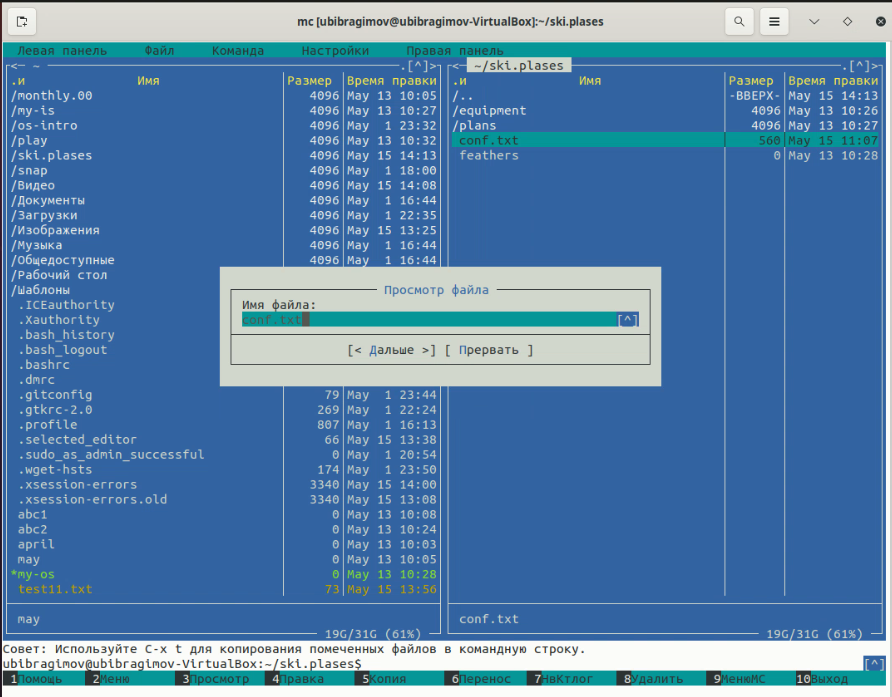 mc [ubibragimov@ubibragimov-VirtualBox]:~/ski.plases
Левая панель Файл Команда Настройки Правая панель
<— ~ .[^]> <— ~/ski.plases .[^]>
.и Имя Размер Время правки .и Имя Размер Время правки
/monthly.00 4096 May 13 10:05 /.. -ВВЕРХ- May 15 14:13
/my-is 4096 May 13 10:27 /equipment 4096 May 13 10:26
/os-intro 4096 May 1 23:32 /plans 4096 May 13 10:27
/play 4096 May 13 10:32 conf.txt 560 May 15 11:07
/ski.plases 4096 May 15 14:13 feathers 0 May 13 10:28
/snap 4096 May 1 18:00
/Видео 4096 May 15 14:08
/Документы 4096 May 1 16:44
/Загрузки 4096 May 1 22:35
/Изображения 4096 May 15 13:25
/Музыка 4096 May 1 16:44
/Общедоступные 4096 May 1 16:44
/Рабочий стол
/Шаблоны
.ICEauthority
.Xauthority
.bash_history
.bash_logout
.bashrc
.dmrc
Просмотр файла
Имя файла:
conf.txt [^]
[< Дальше >] [ Прервать ]
.gitconfig 79 May 1 23:44
.gtkrc-2.0 269 May 1 22:24
.profile 807 May 1 16:13
.selected_editor 66 May 15 13:38
.sudo_as_admin_successful 0 May 1 20:54
.wget-hsts 174 May 1 23:50
.xsession-errors 3340 May 15 14:00
.xsession-errors.old 3340 May 15 13:08
abc1 0 May 13 10:08
abc2 0 May 13 10:24
april 0 May 13 10:03
may 0 May 13 10:05
*my-os 0 May 13 10:28
test11.txt 73 May 15 13:56
may conf.txt
19G/31G (61%) 19G/31G (61%)
Совет: Используйте C-x t для копирования помеченных файлов в командную строку.
ubibragimov@ubibragimov-VirtualBox:~/ski.plases$ [^]
1Помощь 2Меню 3Просмотр 4Правка 5Копия 6Перенос 7НвКтлог 8Удалить 9МенюМС 10Выход